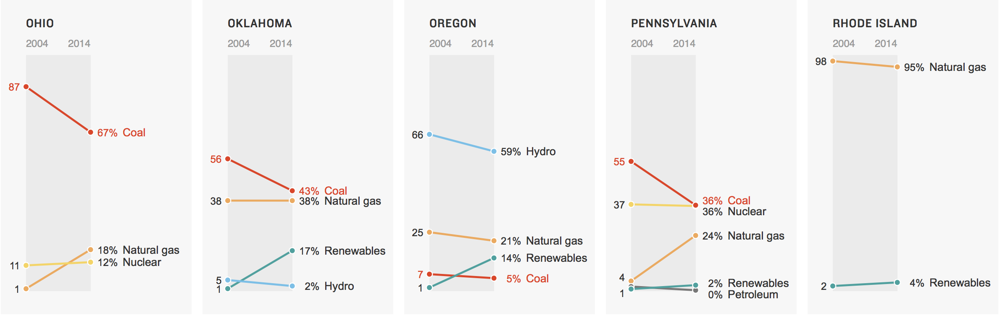 OHIO
2004 2014
87
67% Coal
18% Natural gas
11
12% Nuclear
1
OKLAHOMA
2004 2014
56
43% Coal
38
38% Natural gas
17% Renewables
5
1
2% Hydro
OREGON
2004 2014
66
59% Hydro
25
21% Natural gas
14% Renewables
7
5% Coal
1
PENNSYLVANIA
2004 2014
55
36% Coal
37
36% Nuclear
24% Natural gas
4
2% Renewables
1
0% Petroleum
RHODE ISLAND
2004 2014
98
95% Natural gas
2
4% Renewables